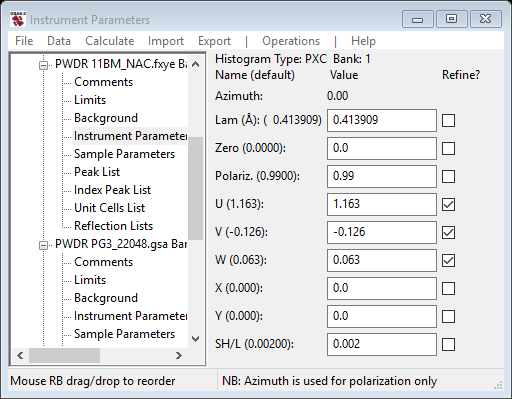 Instrument Parameters
File Data Calculate Import Export | Operations | Help
PWDR 11BM_NAC.fxye Ba
Comments
Limits
Background
Instrument Parameter
Sample Parameters
Peak List
Index Peak List
Unit Cells List
Reflection Lists
PWDR PG3_22048.gsa Ban
Comments
Limits
Background
Instrument Parameter
Sample Parameters
Histogram Type: PXC Bank: 1
Name (default) Value Refine?
Azimuth: 0.00
Lam (Å): ( 0.413909) 0.413909
Zero (0.0000): 0.0
Polariz. (0.9900): 0.99
U (1.163): 1.163
V (-0.126): -0.126
W (0.063): 0.063
X (0.000): 0.0
Y (0.000): 0.0
SH/L (0.00200): 0.002
Mouse RB drag/drop to reorder
NB: Azimuth is used for polarization only